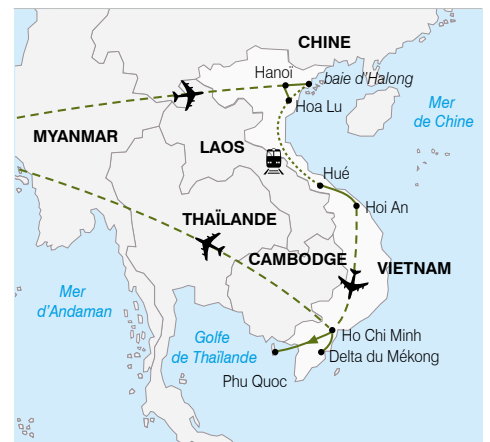 CHINE
Hanoï
baie d'Halong
Hoa Lu
Mer
de Chine
MYANMAR
LAOS
Hué
Hoi An
THAÏLANDE
CAMBODGE
VIETNAM
Mer
d'Andaman
Golfe
de Thaïlande
Ho Chi Minh
Delta du Mékong
Phu Quoc